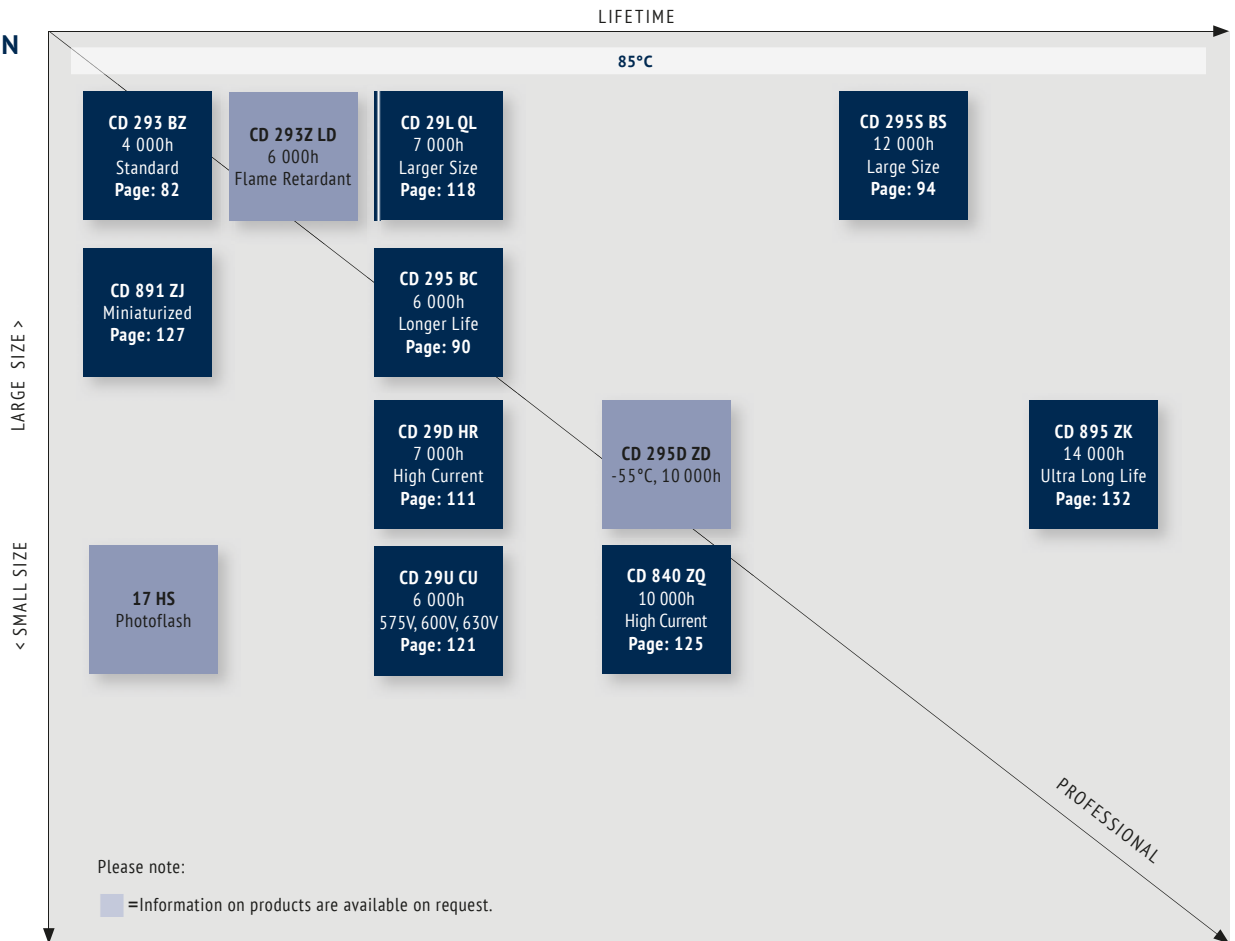 LIFETIME
N
85°C
CD 293 BZ
4 000h
Standard
Page: 82
CD 293Z LD
6 000h
Flame Retardant
CD 29L QL
7 000h
Larger Size
Page: 118
CD 295S BS
12 000h
Large Size
Page: 94
CD 891 ZJ
Miniaturized
Page: 127
CD 295 BC
6 000h
Longer Life
Page: 90
LARGE SIZE >
CD 29D HR
7 000h
High Current
Page: 111
CD 295D ZD
-55°C, 10 000h
CD 895 ZK
14 000h
Ultra Long Life
Page: 132
< SMALL SIZE
17 HS
Photoflash
CD 29U CU
6 000h
575V, 600V, 630V
Page: 121
CD 840 ZQ
10 000h
High Current
Page: 125
PROFESSIONAL
Please note:
=Information on products are available on request.